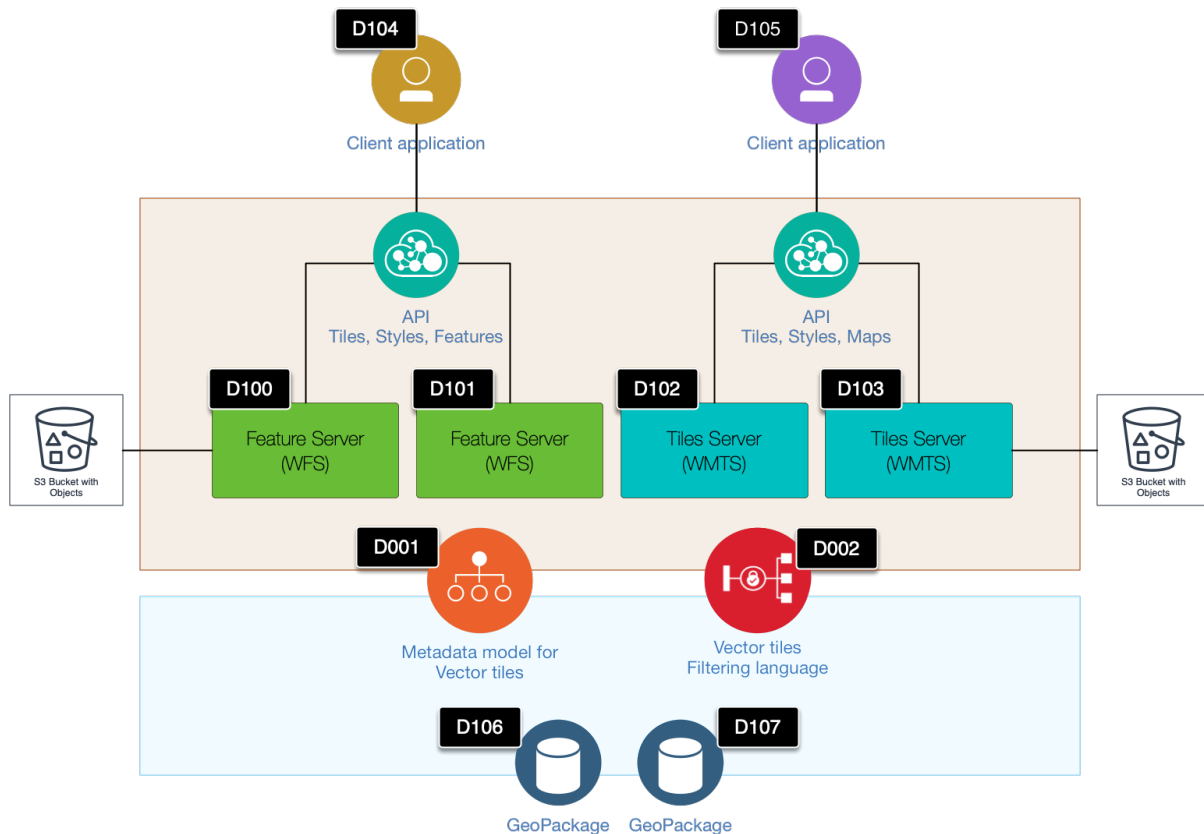 D104
D105
Client application
Client application
API
Tiles, Styles, Features
API
Tiles, Styles, Maps
D100
D101
D102
D103
Feature Server
(WFS)
Feature Server
(WFS)
Tiles Server
(WMTS)
Tiles Server
(WMTS)
S3 Bucket with
Objects
S3 Bucket with
Objects
D001
D002
Metadata model for
Vector tiles
Vector tiles
Filtering language
D106
D107
GeoPackage
GeoPackage